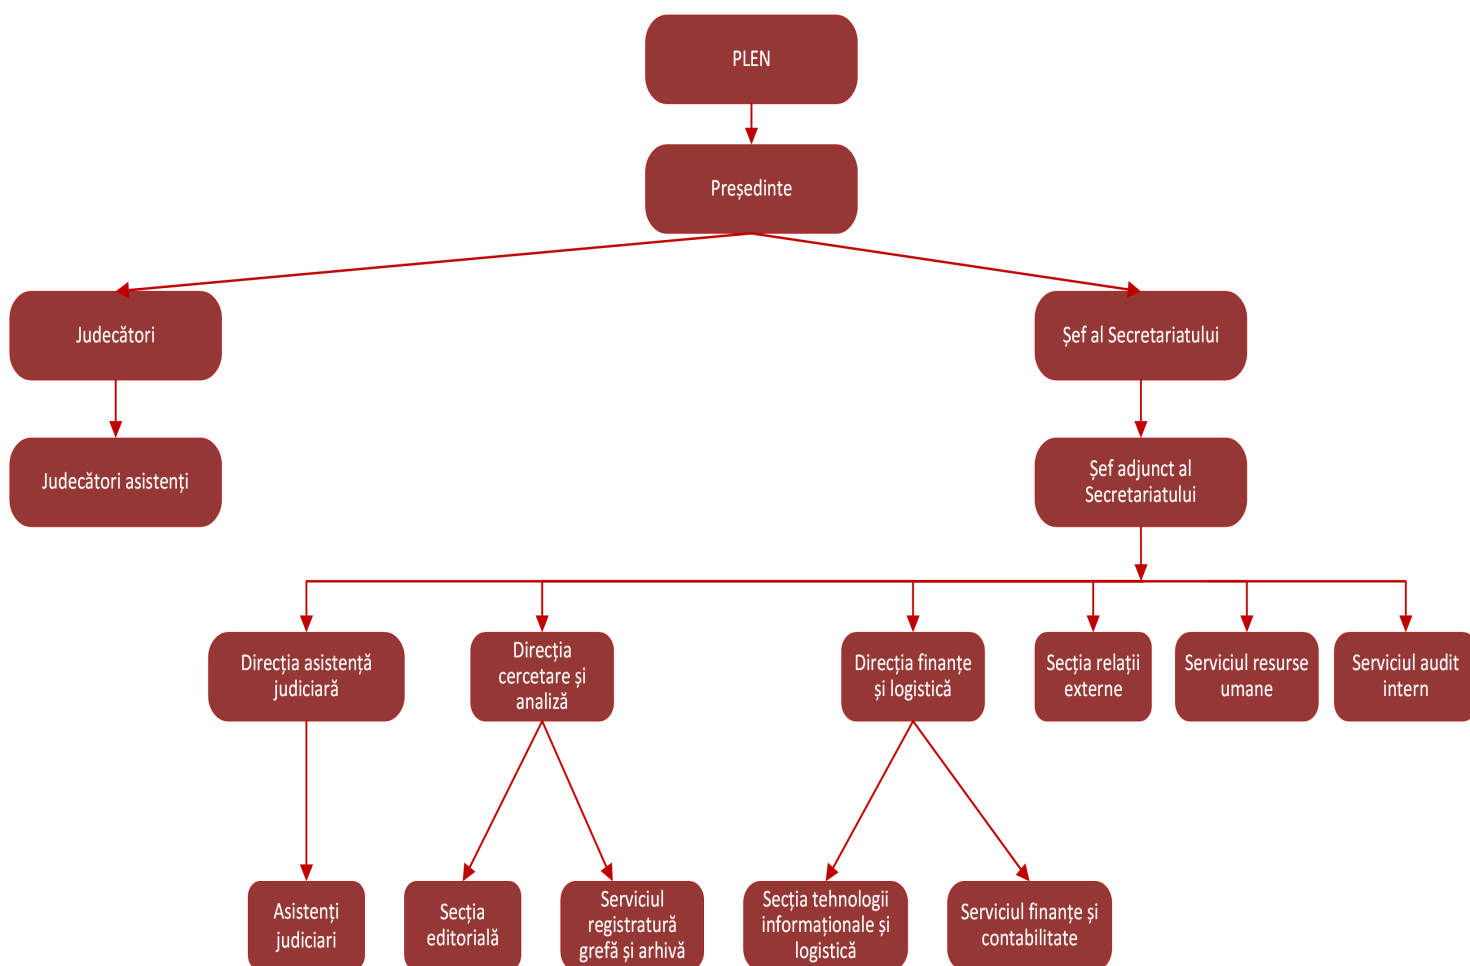 PLEN
Președinte
Judecători
Șef al Secretariatului
Judecători asistenți
Șef adjunct al
Secretariatului
Direcția asistență
judiciară
Direcția
cercetare și
analiză
Direcția finanțe
și logistică
Secția relații
externe
Serviciul resurse
umane
Serviciul audit
intern
Asistenți
judiciari
Secția
editorială
Serviciul
registratură
grefă și arhivă
Secția tehnologii
informaționale și
logistică
Serviciul finanțe și
contabilitate